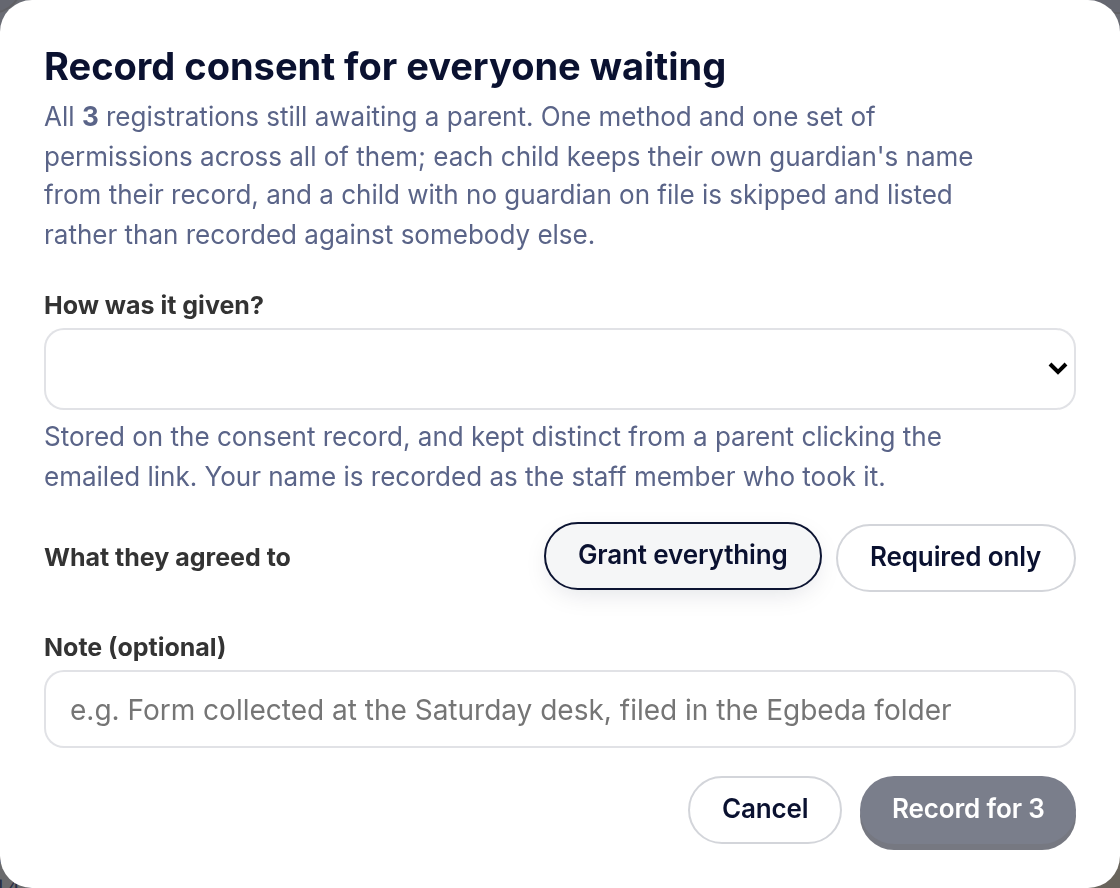 Record consent for everyone waiting
All 3 registrations still awaiting a parent. One method and one set of
permissions across all of them; each child keeps their own guardian's name
from their record, and a child with no guardian on file is skipped and listed
rather than recorded against somebody else.
How was it given?
Stored on the consent record, and kept distinct from a parent clicking the
emailed link. Your name is recorded as the staff member who took it.
What they agreed to
Grant everything
Required only
Note (optional)
e.g. Form collected at the Saturday desk, filed in the Egbeda folder
Cancel
Record for 3